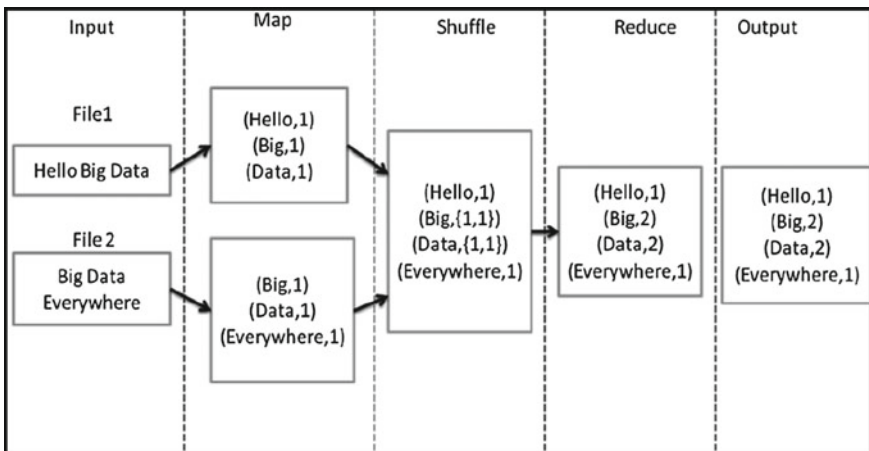 Input
Map
Shuffle
Reduce
Output
File1
Hello Big Data
File 2
Big Data
Everywhere
(Hello,1)
(Big,1)
(Data,1)
(Big,1)
(Data,1)
(Everywhere,1)
(Hello,1)
(Big,{1,1})
(Data,{1,1})
(Everywhere,1)
(Hello,1)
(Big,2)
(Data,2)
(Everywhere,1)
(Hello,1)
(Big,2)
(Data,2)
(Everywhere,1)